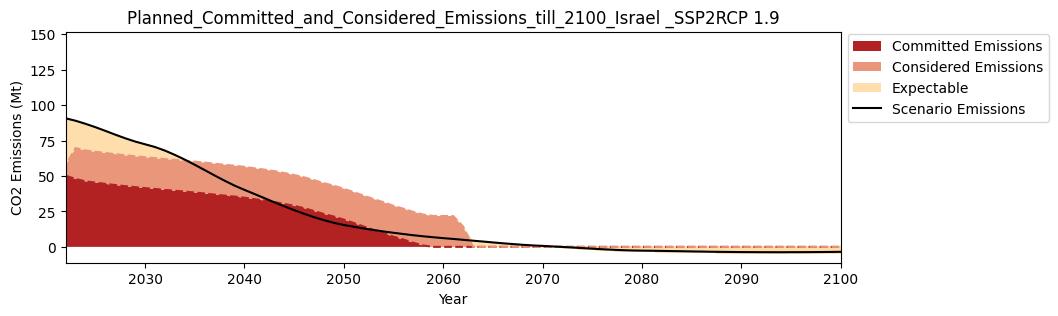 Planned_Committed_and_Considered_Emissions_till_2100_Israel _SSP2RCP 1.9
150
125
100
75
50
25
0
CO2 Emissions (Mt)
2030
2040
2050
2060
2070
2080
2090
2100
Year
Committed Emissions
Considered Emissions
Expectable
Scenario Emissions